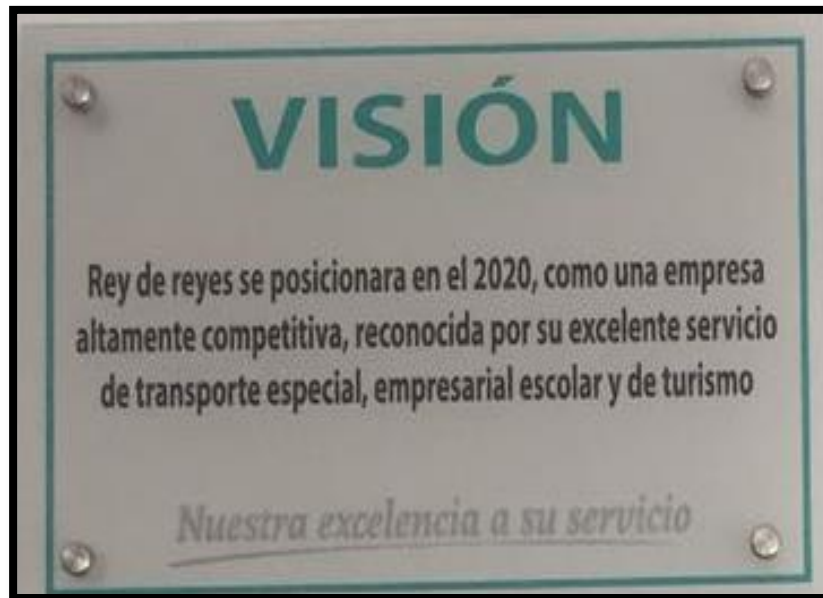 VISIÓN
Rey de reyes se posicionara en el 2020, como una empresa
altamente competitiva, reconocida por su excelente servicio
de transporte especial, empresarial escolar y de turismo
Nuestra excelencia a su servicio